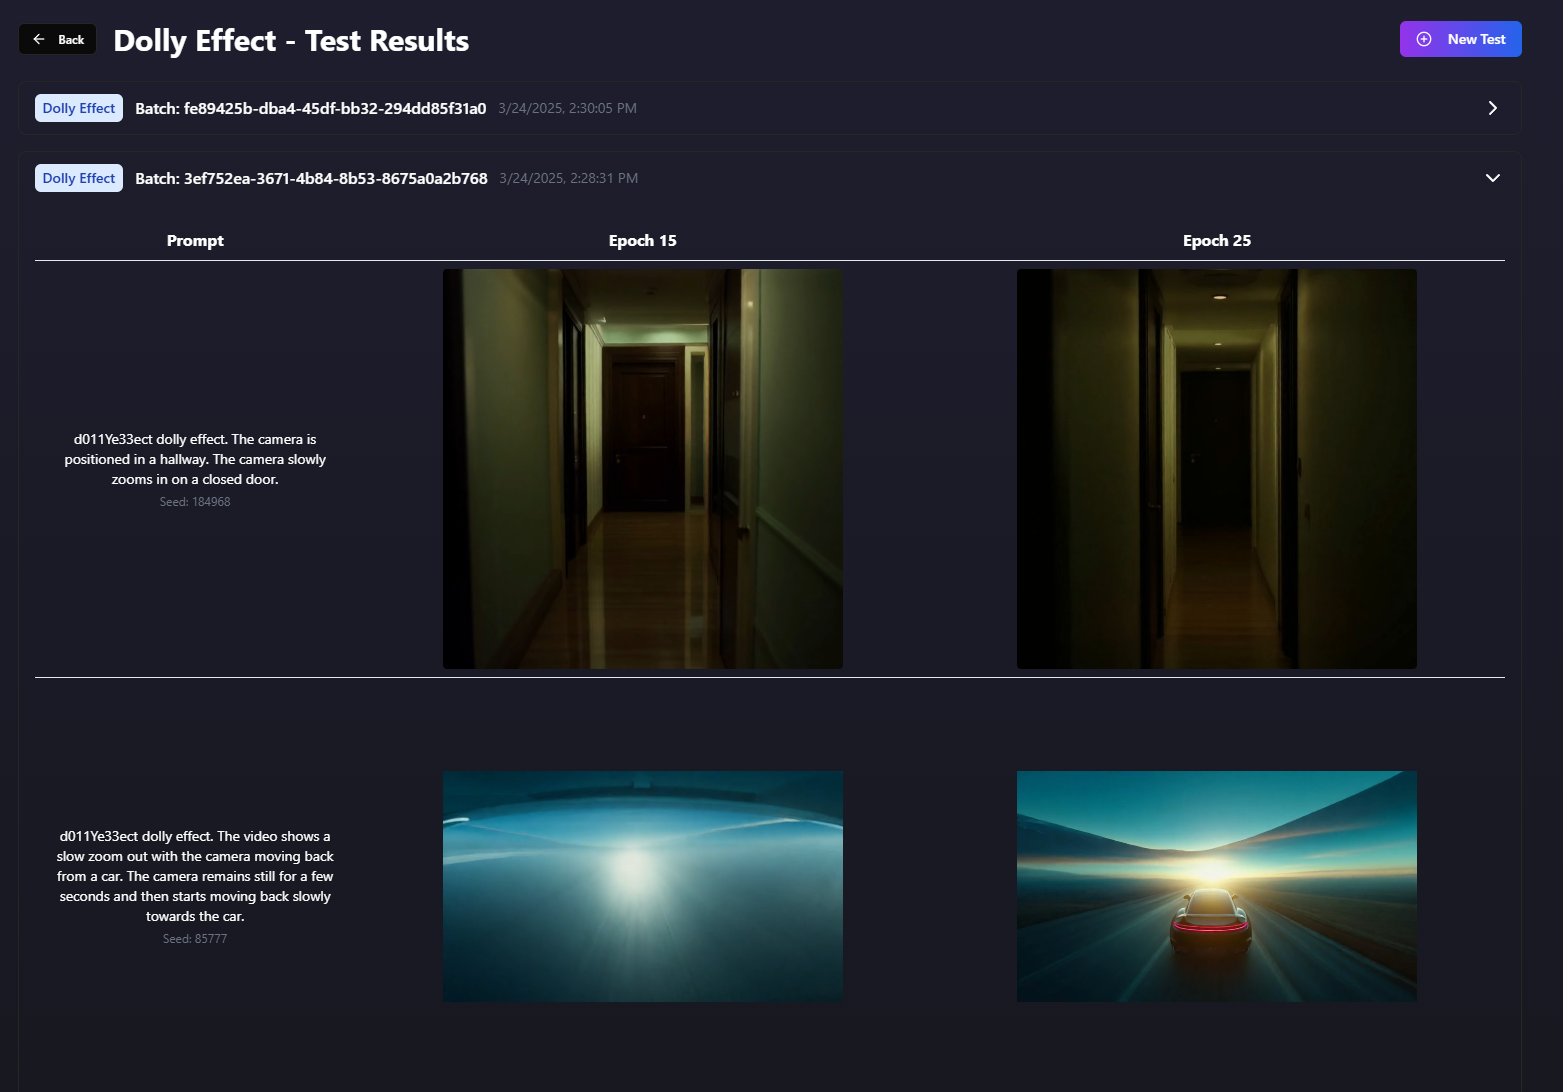 Back
Dolly Effect - Test Results
New Test
Dolly Effect Batch: fe89425b-dba4-45df-bb32-294dd85f31a0 3/24/2025, 2:30:05 PM
Dolly Effect Batch: 3ef752ea-3671-4b84-8b53-8675a0a2b768 3/24/2025, 2:28:31 PM
Prompt Epoch 15 Epoch 25
d011Ye33ect dolly effect. The camera is
positioned in a hallway. The camera slowly
zooms in on a closed door.
Seed: 184968
d011Ye33ect dolly effect. The video shows a
slow zoom out with the camera moving back
from a car. The camera remains still for a few
seconds and then starts moving back slowly
towards the car.
Seed: 85777